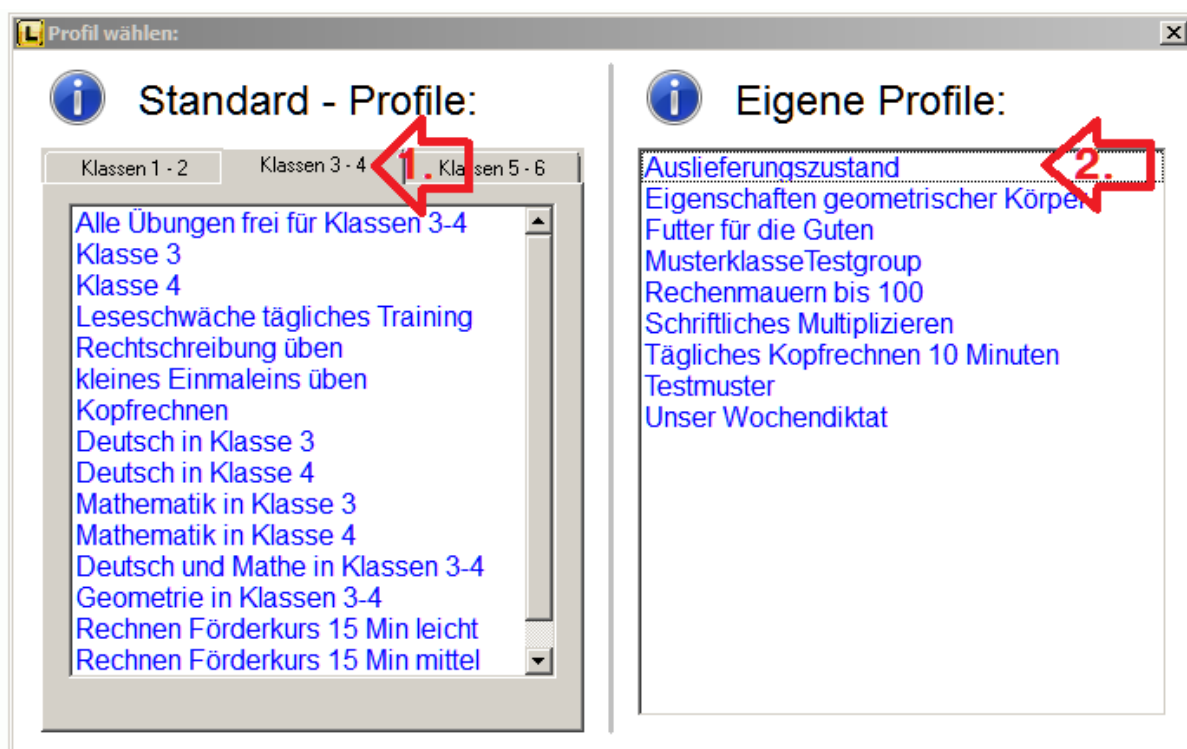 L Profil wählen:
Standard - Profile:
Klassen 1 - 2 Klassen 3 - 4 1. Klassen 5 - 6
Alle Übungen frei für Klassen 3-4
Klasse 3
Klasse 4
Leseschwäche tägliches Training
Rechtschreibung üben
kleines Einmaleins üben
Kopfrechnen
Deutsch in Klasse 3
Deutsch in Klasse 4
Mathematik in Klasse 3
Mathematik in Klasse 4
Deutsch und Mathe in Klassen 3-4
Geometrie in Klassen 3-4
Rechnen Förderkurs 15 Min leicht
Rechnen Förderkurs 15 Min mittel
Eigene Profile:
Auslieferungszustand 2.
Eigenschaften geometrischer Körper
Futter für die Guten
MusterklasseTestgroup
Rechenmauern bis 100
Schriftliches Multiplizieren
Tägliches Kopfrechnen 10 Minuten
Testmuster
Unser Wochendiktat